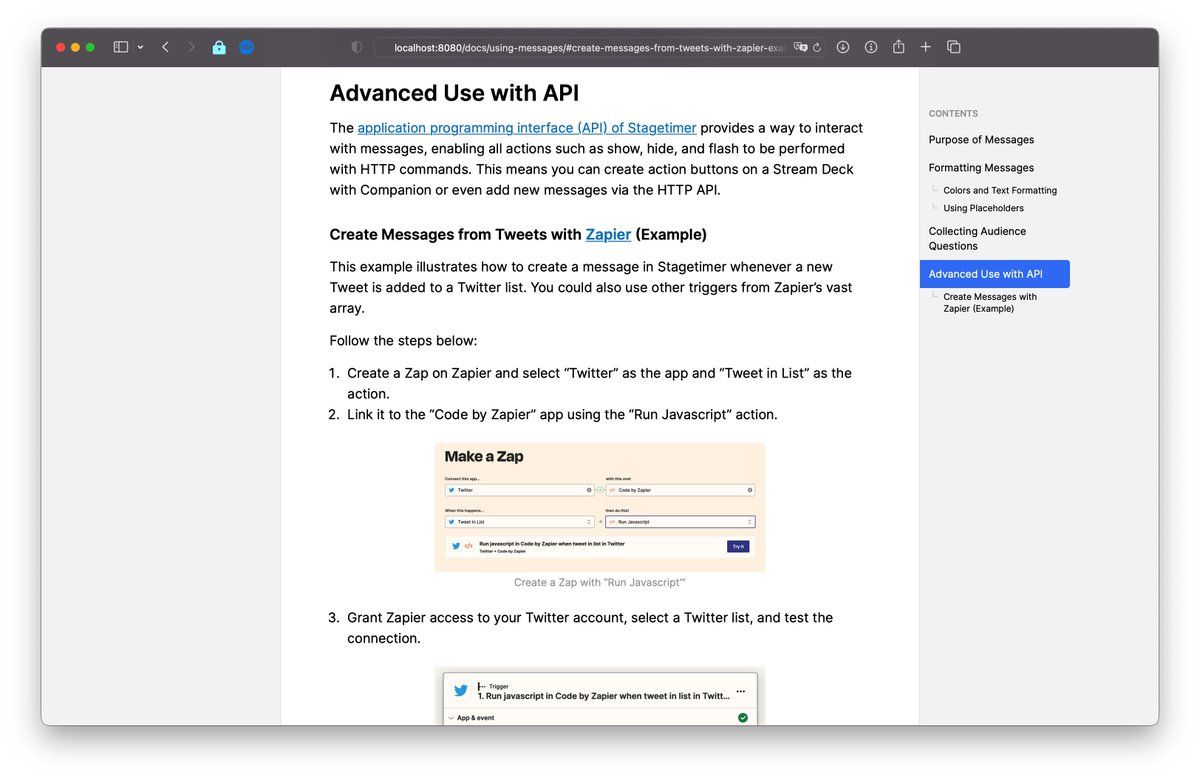 localhost:8080/docs/using-messages/#create-messages-from-tweets-with-zapier-exa
Advanced Use with API
The application programming interface (API) of Stagetimer provides a way to interact
with messages, enabling all actions such as show, hide, and flash to be performed
with HTTP commands. This means you can create action buttons on a Stream Deck
with Companion or even add new messages via the HTTP API.
Create Messages from Tweets with Zapier (Example)
This example illustrates how to create a message in Stagetimer whenever a new
Tweet is added to a Twitter list. You could also use other triggers from Zapier’s vast
array.
Follow the steps below:
1. Create a Zap on Zapier and select “Twitter” as the app and “Tweet in List” as the
action.
2. Link it to the “Code by Zapier” app using the “Run Javascript” action.
Make a Zap
Connect this app...
with this one!
Twitter
Code by Zapier
When this happens...
then do this!
Tweet in List
Run Javascript
Run javascript in Code by Zapier when tweet in list in Twitter
Twitter + Code by Zapier
Try it
Create a Zap with “Run Javascript”
3. Grant Zapier access to your Twitter account, select a Twitter list, and test the
connection.
Trigger
1. Run javascript in Code by Zapier when tweet in list in Twitt...
App & event
CONTENTS
Purpose of Messages
Formatting Messages
Colors and Text Formatting
Using Placeholders
Collecting Audience
Questions
Advanced Use with API
Create Messages with
Zapier (Example)